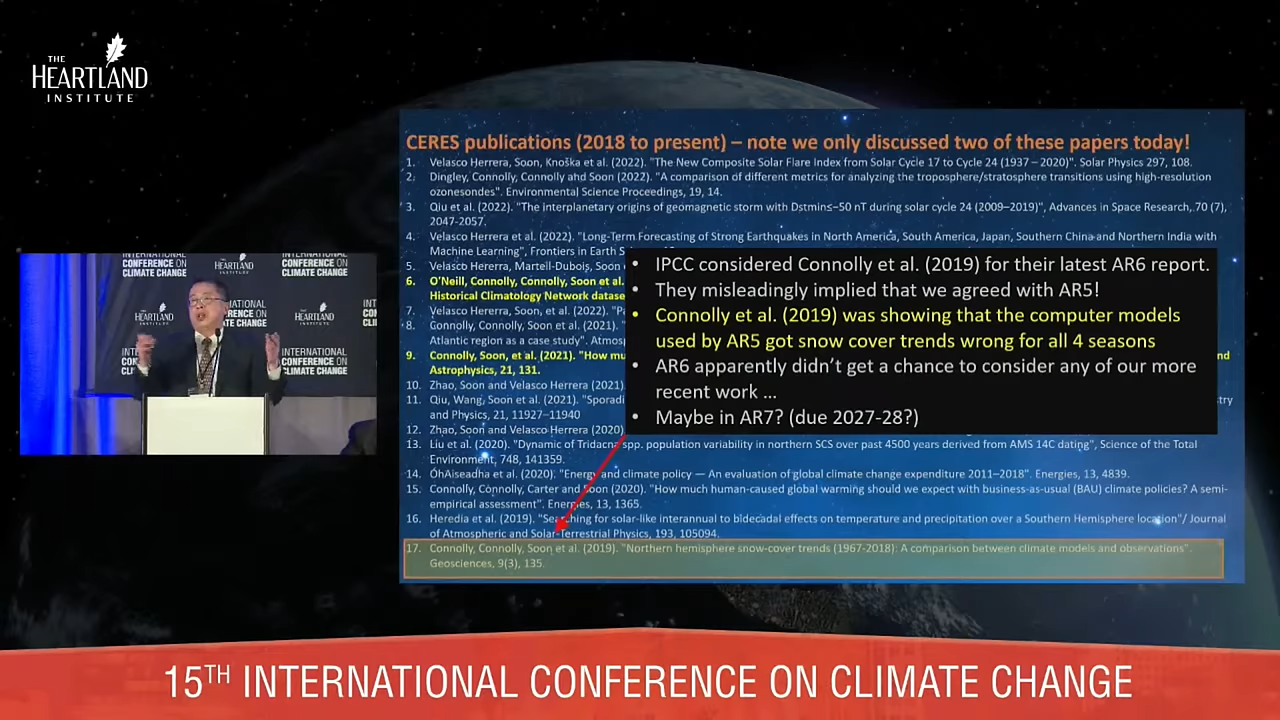 THE
HEARTLAND
INSTITUTE
CERES publications (2018 to present) – note we only discussed two of these papers today!
1. Velasco Herrera, Soon, Knoška et al. (2022). "The New Composite Solar Flare Index from Solar Cycle 17 to Cycle 24 (1937 – 2020)". Solar Physics 297, 108.
2. Dingley, Connolly, Connolly and Soon (2022). "A comparison of different metrics for analyzing the troposphere/stratosphere transitions using high-resolution
ozonesondes". Environmental Science Proceedings, 19, 14.
3. Qiu et al. (2022). "The interplanetary origins of geomagnetic storm with Dstmin≤–50 nT during solar cycle 24 (2009–2019)", Advances in Space Research, 70 (7),
2047-2057.
4. Velasco Herrera et al. (2022). "Long-Term Forecasting of Strong Earthquakes in North America, South America, Japan, Southern China and Northern India with
Machine Learning", Frontiers in Earth
5. Velasco Hererra, Martell-Dubois, Soon
6. O'Neill, Connolly, Connolly, Soon et al.
Historical Climatology Network
7. Velasco Herrera, Soon, et al. (2022).
8. Connolly, Connolly, Soon et al. (2021).
Atlantic region as a case study".
9. Connolly, Soon, et al. (2021). "How
and
Astrophysics, 21, 131.
10. Zhao, Soon and Velasco Herrera (2021)
11. Qiu, Wang, Soon et al. (2021).
and Physics, 21, 11927–11940
12. Zhao, Soon and Velasco Herrera (2020)
13. Liu et al. (2020). "Dynamic of Tridacna spp. population variability in northern SCS over past 4500 years derived from AMS 14C dating", Science of the Total
Environment, 748, 141359.
14. ÓhAiseadha et al. (2020). "Energy and climate policy — An evaluation of global climate change expenditure 2011–2018". Energies, 13, 4839.
15. Connolly, Connolly, Carter and Soon (2020). "How much human-caused global warming should we expect with business-as-usual (BAU) climate policies? A semi-
empirical assessment". Energies, 13, 1365.
16. Heredia et al. (2019). "Searching for solar-like interannual to bidecadal effects on temperature and precipitation over a Southern Hemisphere location"/ Journal
of Atmospheric and Solar-Terrestrial Physics, 193, 105094.
17. Connolly, Connolly, Soon et al. (2019). "Northern hemisphere snow-cover trends (1967-2018): A comparison between climate models and observations".
Geosciences, 9(3), 135.
• IPCC considered Connolly et al. (2019) for their latest AR6 report.
• They misleadingly implied that we agreed with AR5!
• Connolly et al. (2019) was showing that the computer models
used by AR5 got snow cover trends wrong for all 4 seasons
• AR6 apparently didn't get a chance to consider any of our more
recent work ...
• Maybe in AR7? (due 2027-28?)
INTERNATIONAL
CONFERENCE ON
CLIMATE CHANGE
HEARTLAND
INSTITUTE
INTERNATIONAL
CONFERENCE ON
CLIMATE CHANGE
HEARTLAND
HEARTLAND
CONFERENCE ON
CLIMATE CHANGE
15TH INTERNATIONAL CONFERENCE ON CLIMATE CHANGE